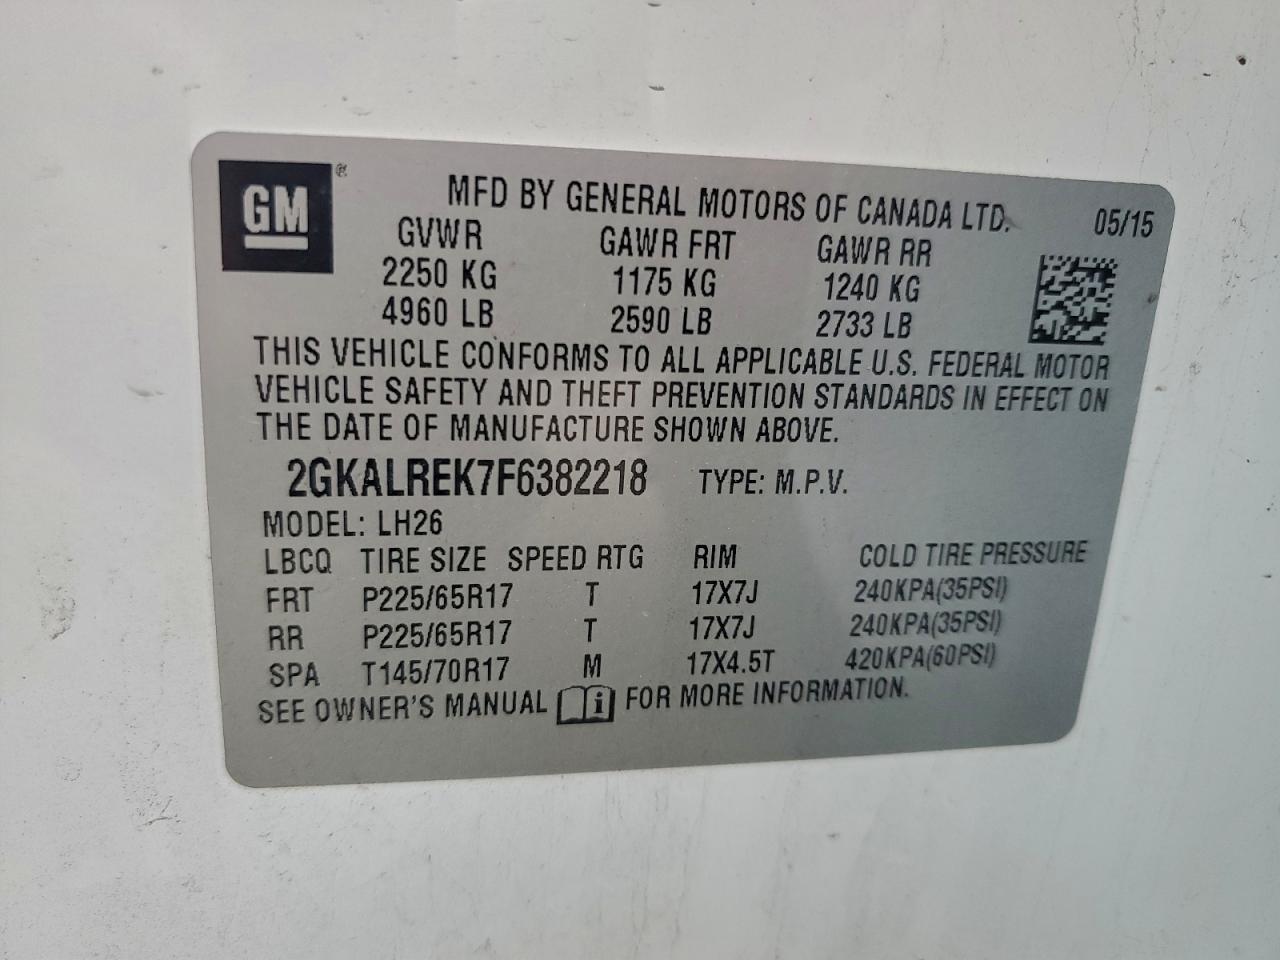 GM ®
MFD BY GENERAL MOTORS OF CANADA LTD. 05/15
GVWR GAWR FRT GAWR RR
2250 KG 1175 KG 1240 KG
4960 LB 2590 LB 2733 LB
THIS VEHICLE CONFORMS TO ALL APPLICABLE U.S. FEDERAL MOTOR
VEHICLE SAFETY AND THEFT PREVENTION STANDARDS IN EFFECT ON
THE DATE OF MANUFACTURE SHOWN ABOVE.
2GKALREK7F6382218 TYPE: M.P.V.
MODEL: LH26
LBCQ TIRE SIZE SPEED RTG RIM COLD TIRE PRESSURE
FRT P225/65R17 T 17X7J 240KPA(35PSI)
RR P225/65R17 T 17X7J 240KPA(35PSI)
SPA T145/70R17 M 17X4.5T 420KPA(60PSI)
SEE OWNER'S MANUAL i FOR MORE INFORMATION.